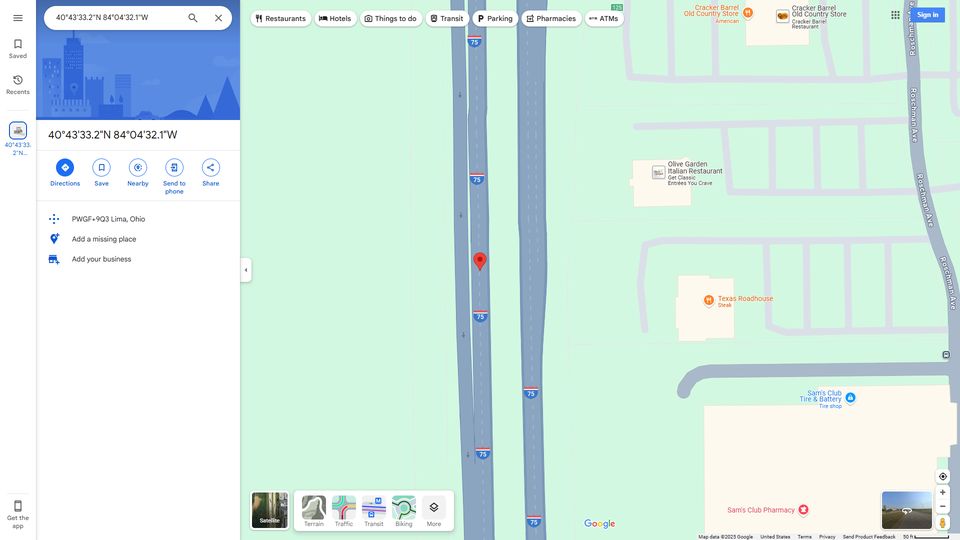 40°43'33.2"N 84°04'32.1"W
Restaurants
Hotels
Things to do
Transit
Parking
Pharmacies
ATMs
Sign in
Saved
Recents
40°43'33.
2"N...
Get the
app
40°43'33.2"N 84°04'32.1"W
Directions
Save
Nearby
Send to
phone
Share
PWGF+9Q3 Lima, Ohio
Add a missing place
Add your business
125
75
75
75
75
75
75
Cracker Barrel
Old Country Store
American
Cracker Barrel
Old Country Store
Cracker Barrel
Restaurant
Roschman Ave
Roschman Ave
Roschman Ave
Olive Garden
Italian Restaurant
Get Classic
Entrées You Crave
Texas Roadhouse
Steak
Sam's Club
Tire & Battery
Tire shop
Sam's Club Pharmacy
Satellite
Terrain
Traffic
Transit
Biking
More
Google
Map data ©2025 Google
United States
Terms
Privacy
Send Product Feedback
50 ft